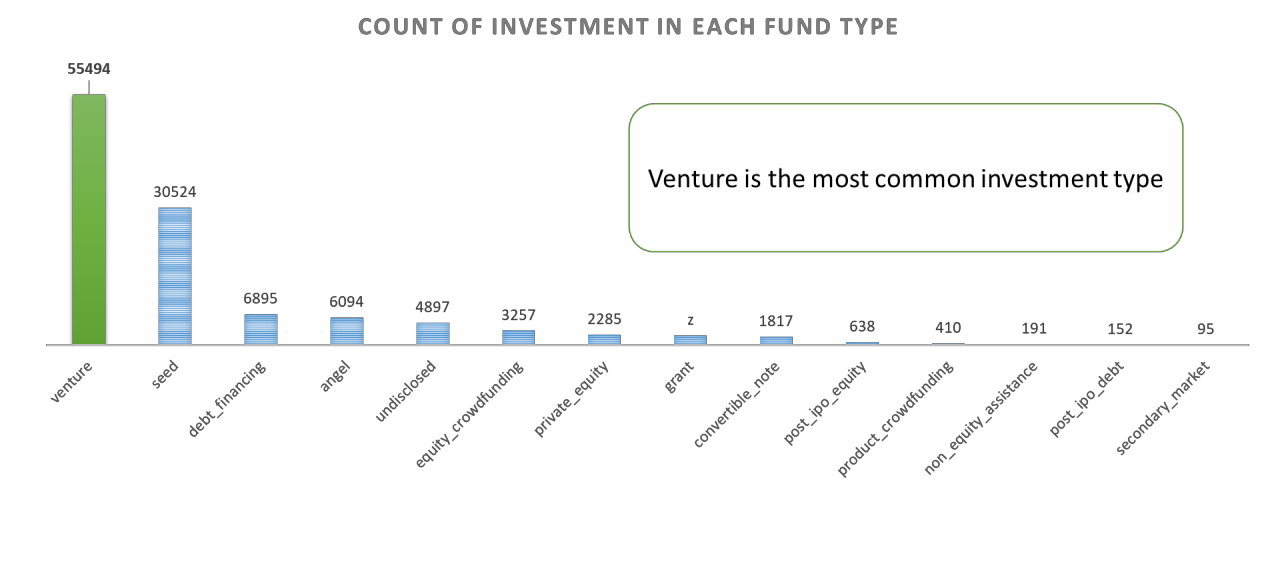 COUNT OF INVESTMENT IN EACH FUND TYPE
55494
30524
6895
6094
4897
3257
2285
z
1817
638
410
191
152
95
Venture is the most common investment type
venture
seed
debt_financing
angel
undisclosed
equity_crowdfunding
private_equity
grant
convertible_note
post_ipo_equity
product_crowdfunding
non_equity_assistance
post_ipo_debt
secondary_market